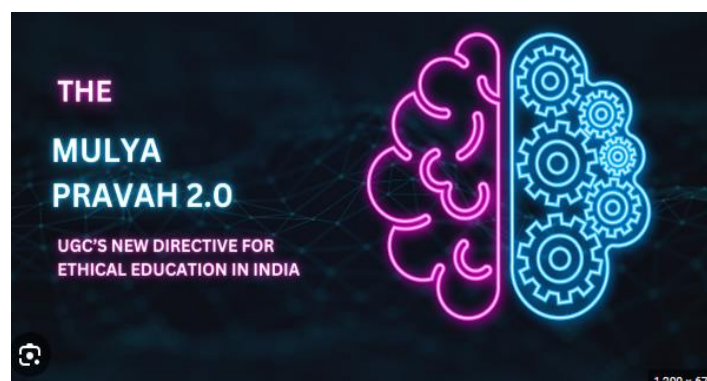 THE
MULYA
PRAVAH 2.0
UGC'S NEW DIRECTIVE FOR
ETHICAL EDUCATION IN INDIA